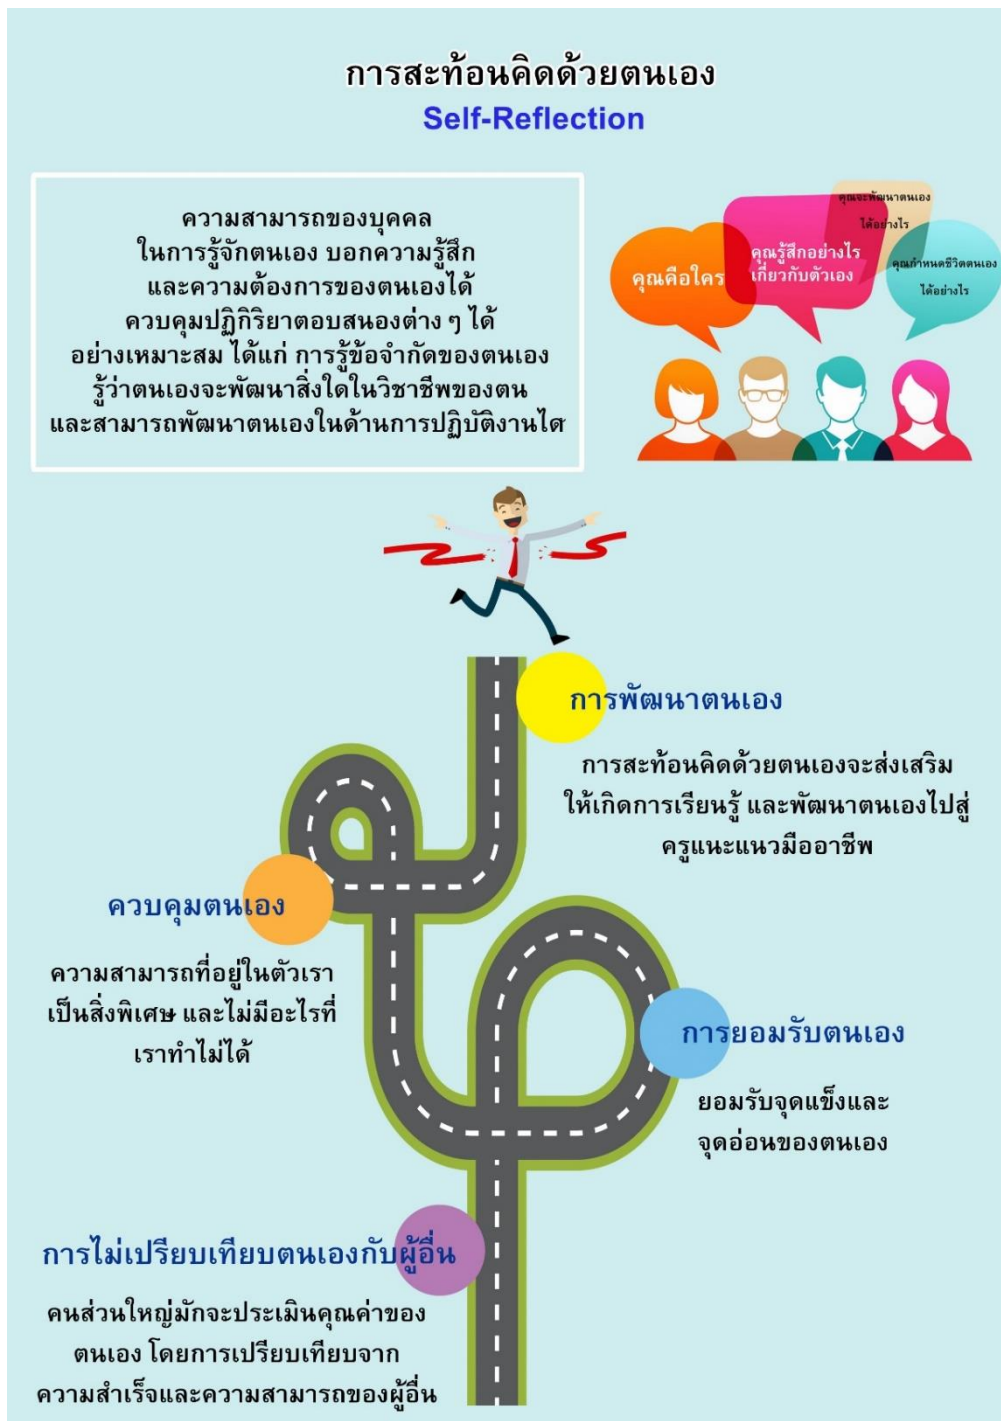 การสะท้อนคิดด้วยตนเอง
Self-Reflection
ความสามารถของบุคคล
ในการรู้จักตนเอง บอกความรู้สึก
และความต้องการของตนเองได้
ควบคุมปฏิกิริยาตอบสนองต่าง ๆ ได้
อย่างเหมาะสม ได้แก่ การรู้ข้อจำกัดของตนเอง
รู้ว่าตนเองจะพัฒนาสิ่งใดในวิชาชีพของตน
และสามารถพัฒนาตนเองในด้านการปฏิบัติงานได
คุณคือใคร
คุณรู้สึกอย่างไร
เกี่ยวกับตัวเอง
คุณจะพัฒนาตนเอง
ได้อย่างไร
คุณกำหนดชีวิตตนเอง
ได้อย่างไร
การพัฒนาตนเอง
การสะท้อนคิดด้วยตนเองจะส่งเสริม
ให้เกิดการเรียนรู้ และพัฒนาตนเองไปสู่
ครูแนะแนวมืออาชีพ
ควบคุมตนเอง
ความสามารถที่อยู่ในตัวเรา
เป็นสิ่งพิเศษ และไม่มีอะไรที่
เราทำไม่ได้
การยอมรับตนเอง
ยอมรับจุดแข็งและ
จุดอ่อนของตนเอง
การไม่เปรียบเทียบตนเองกับผู้อื่น
คนส่วนใหญ่มักจะประเมินคุณค่าของ
ตนเอง โดยการเปรียบเทียบจาก
ความสำเร็จและความสามารถของผู้อื่น